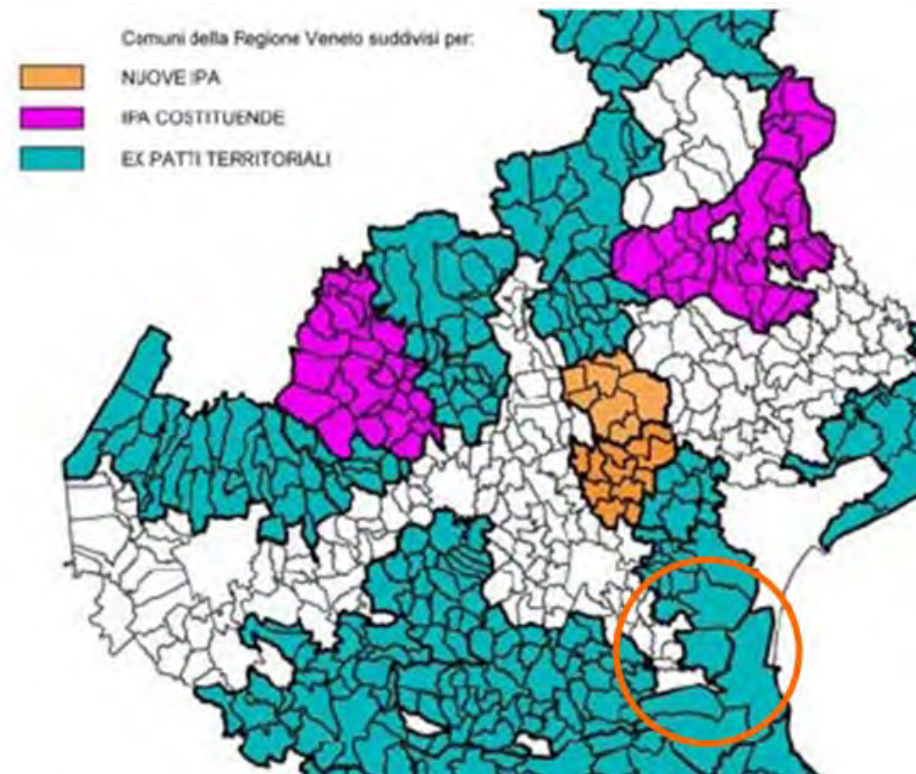 Comuni della Regione Veneto suddivisi per:
NUOVE IPA
IPA COSTITUENDE
EX PATTI TERRITORIALI